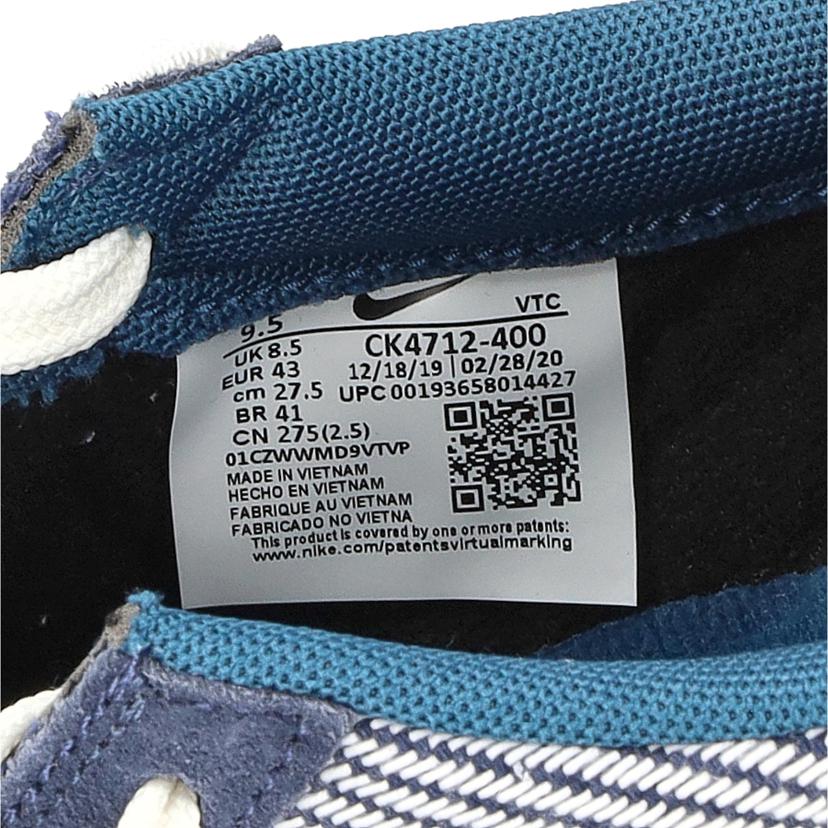 VTC
9.5
UK 8.5
EUR 43
cm 27.5
BR 41
CN 275(2.5)
CK4712-400
12/18/19 | 02/28/20
UPC 00193658014427
01CZWWMD9VTVP
MADE IN VIETNAM
HECHO EN VIETNAM
FABRIQUE AU VIETNAM
FABRICADO NO VIETNA
This product is covered by one or more patents:
www.nike.com/patentsvirtualmarking